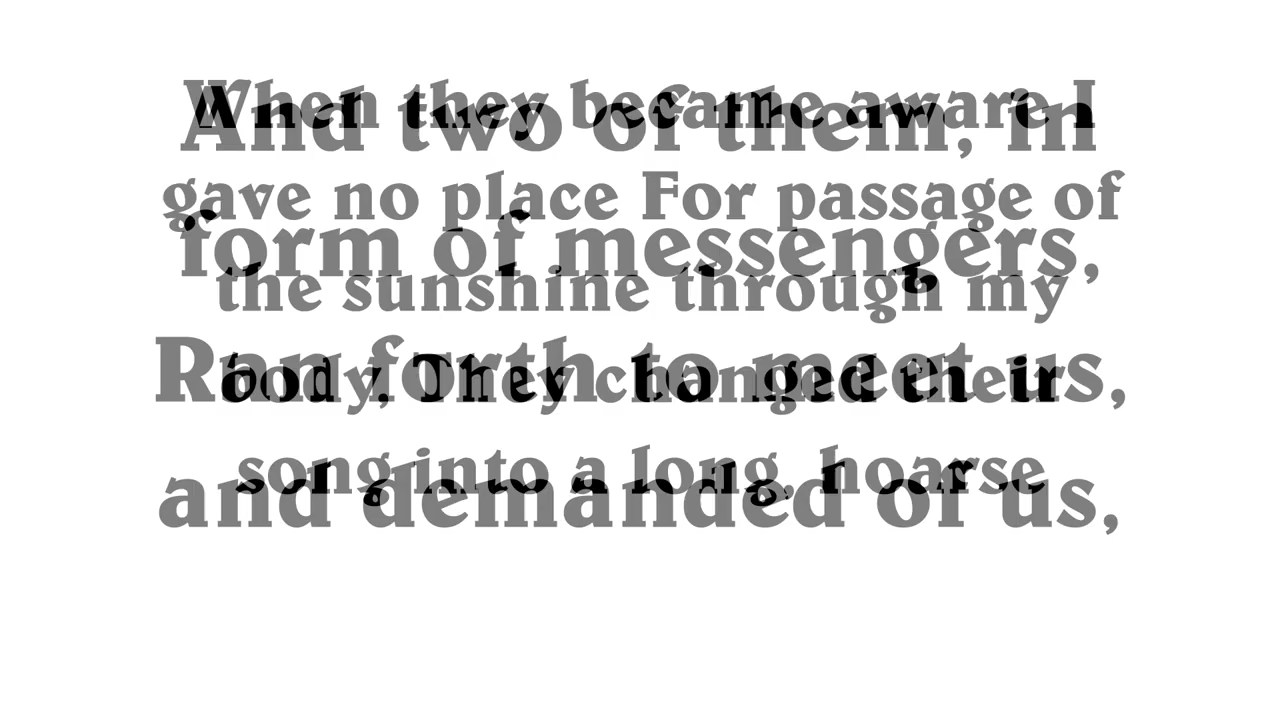 When they became aware I
gave no place For passage of
the sunshine through my
body, They changed their
song into a long, hoarse
And two of them, in
form of messengers,
Ran forth to meet us,
and demanded of us,